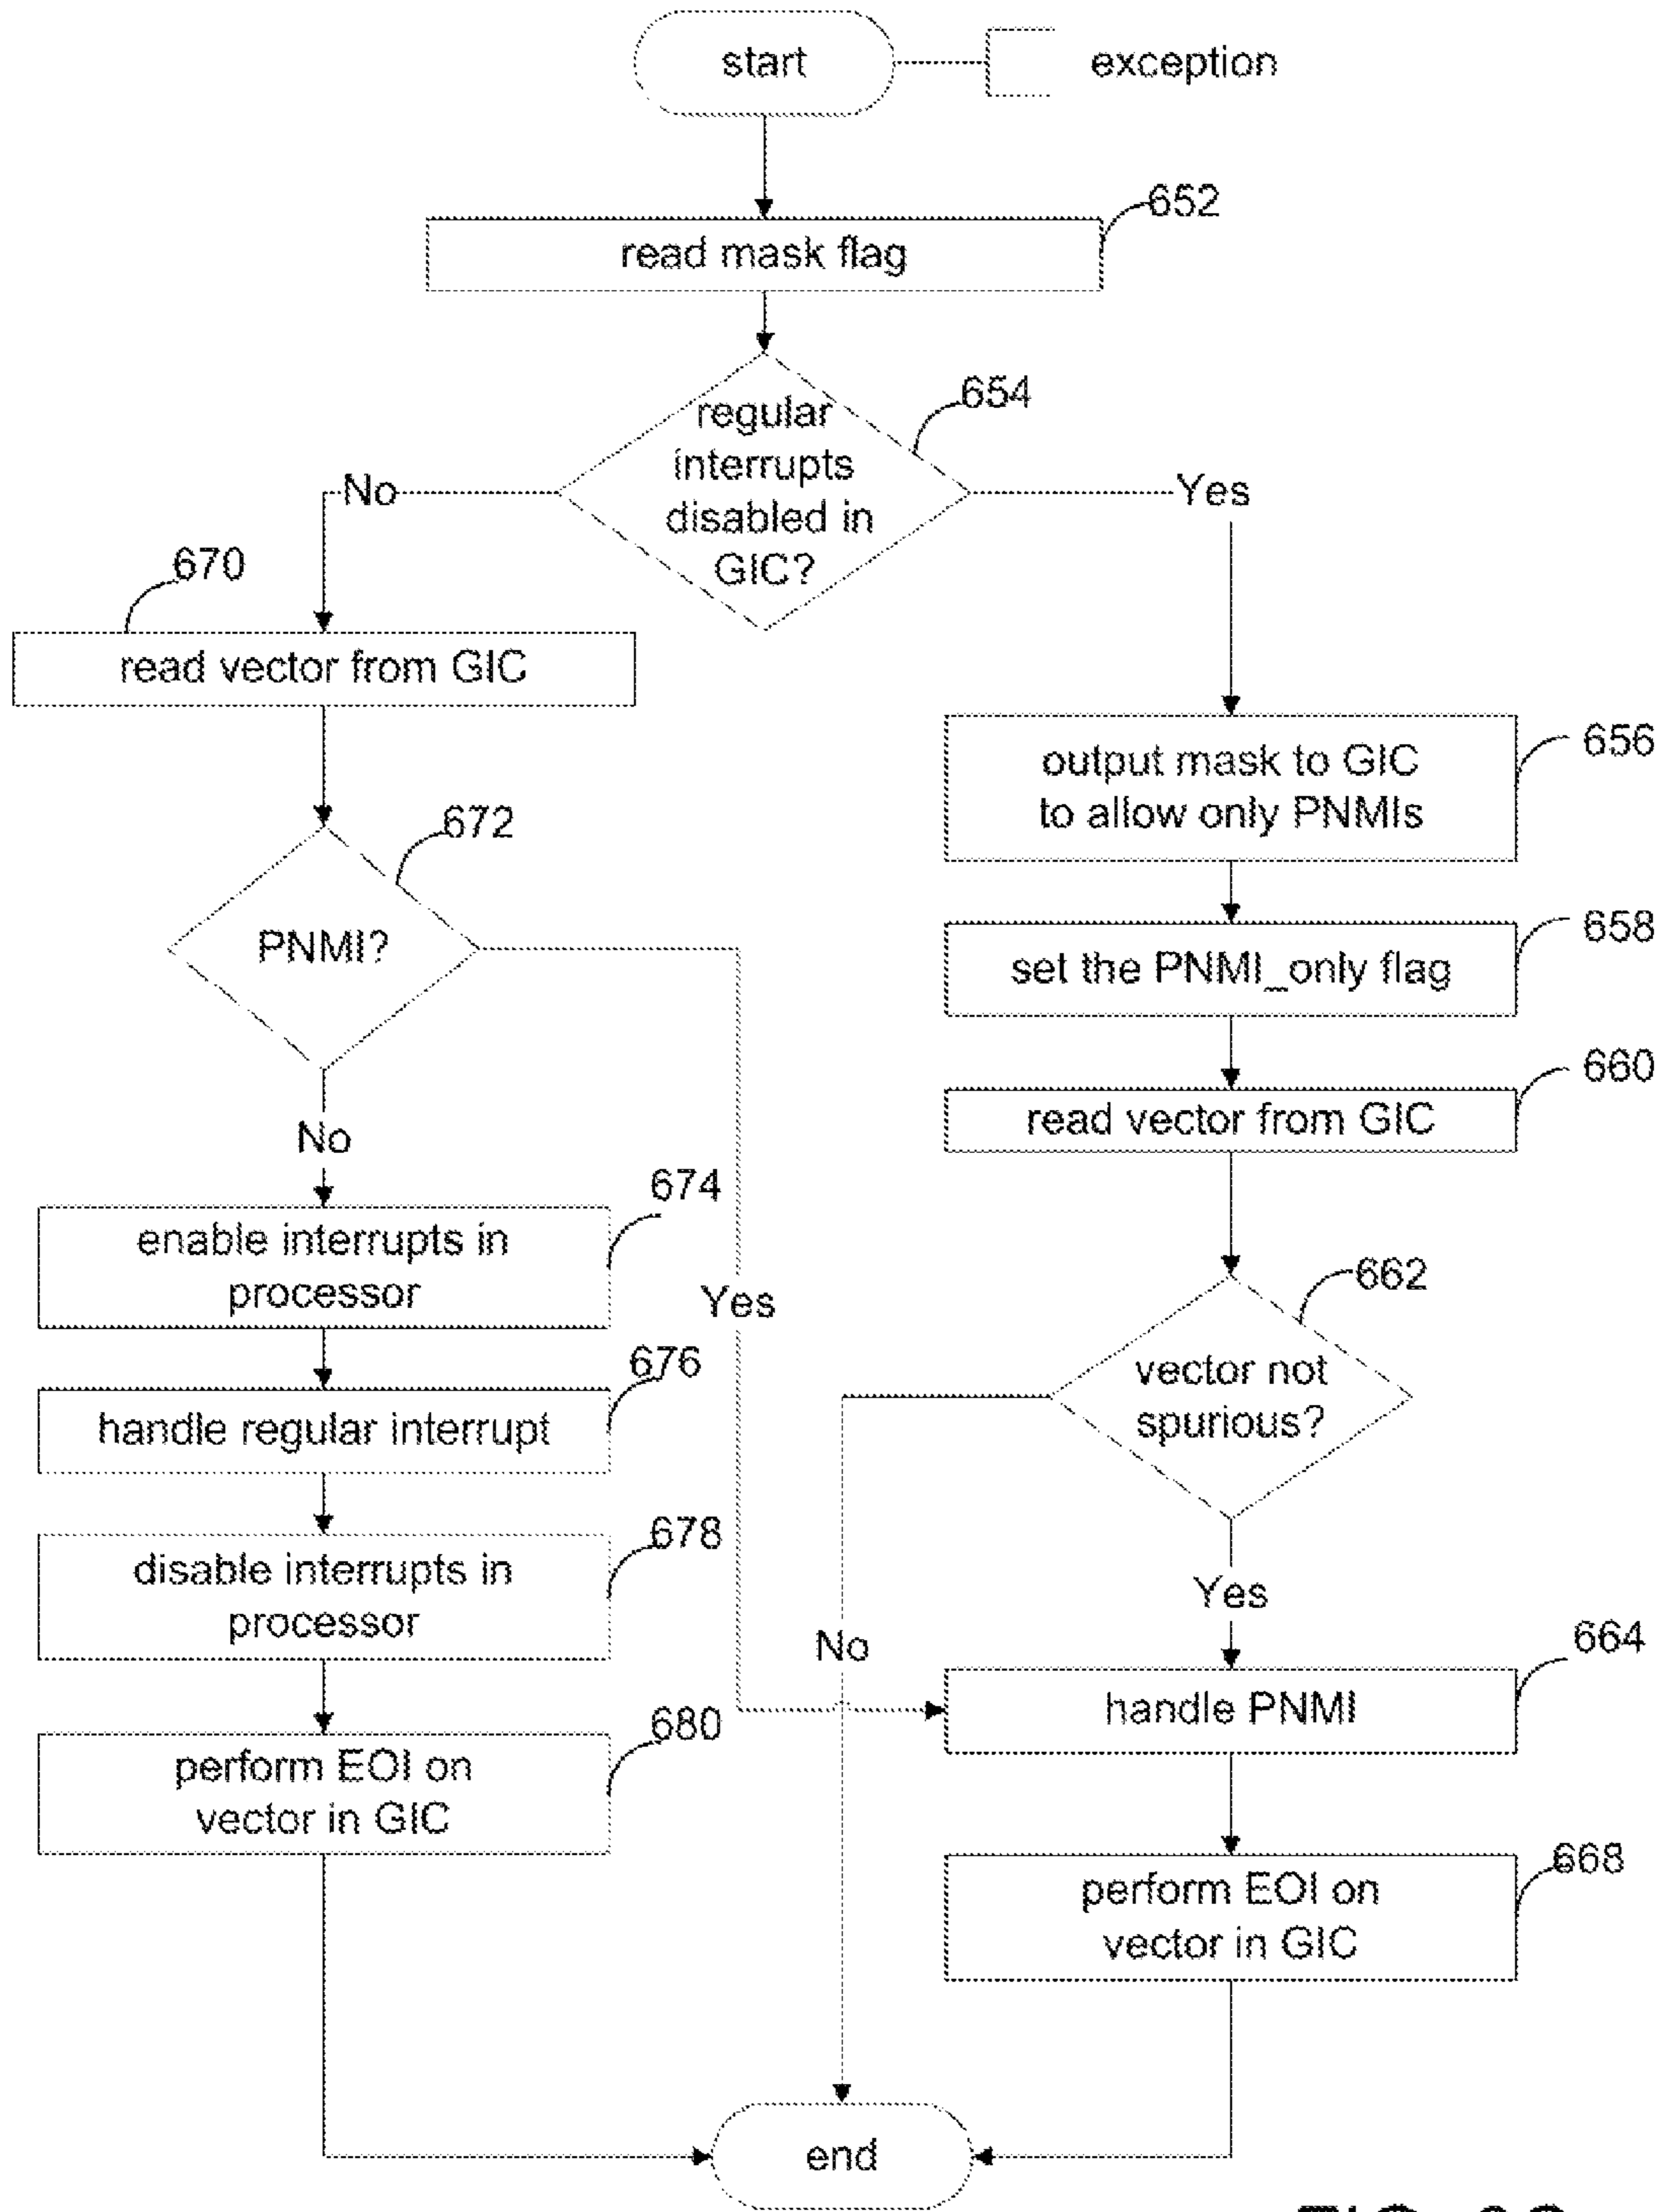 start
exception
652
read mask flag
654
regular
interrupts
disabled in
GIC?
No
Yes
670
read vector from GIC
656
output mask to GIC
to allow only PNMIs
672
PNMI?
658
set the PNMI_only flag
660
read vector from GIC
No
674
enable interrupts in
processor
Yes
662
vector not
spurious?
676
handle regular interrupt
678
disable interrupts in
processor
Yes
No
664
handle PNMI
680
perform EOI on
vector in GIC
668
perform EOI on
vector in GIC
end